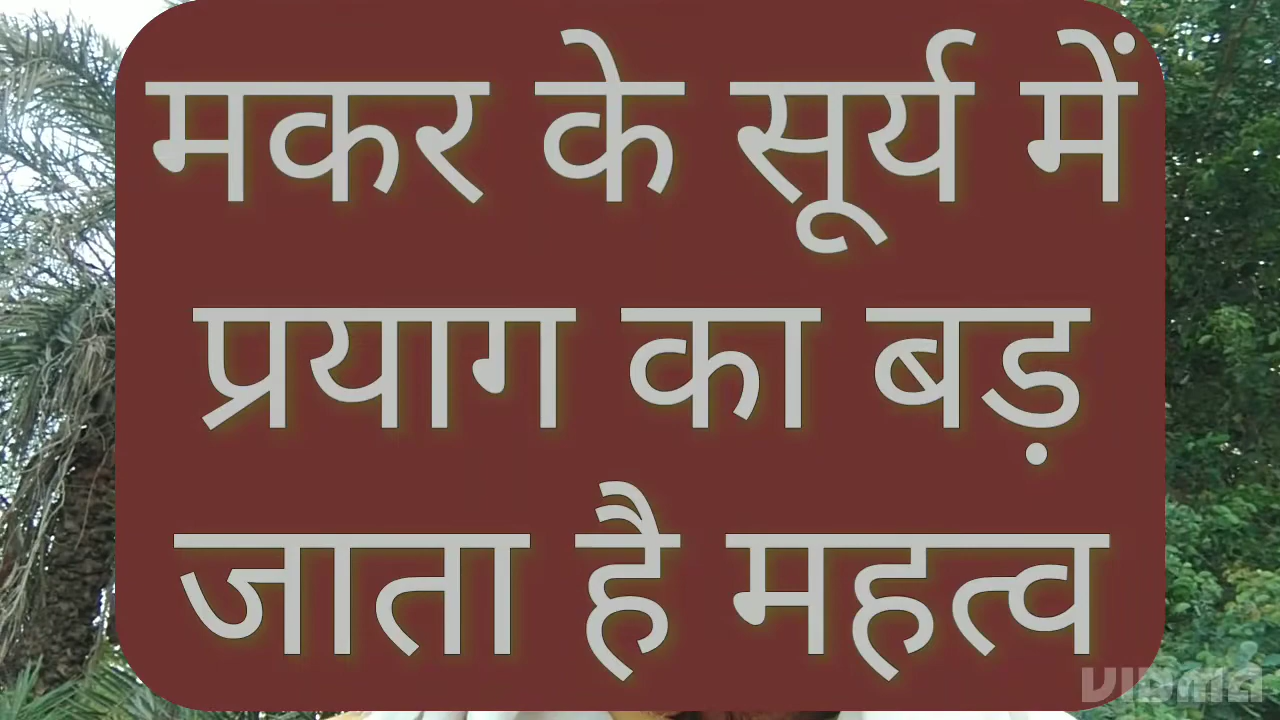 मकर के सूर्य में
प्रयाग का बड़
जाता है महत्व